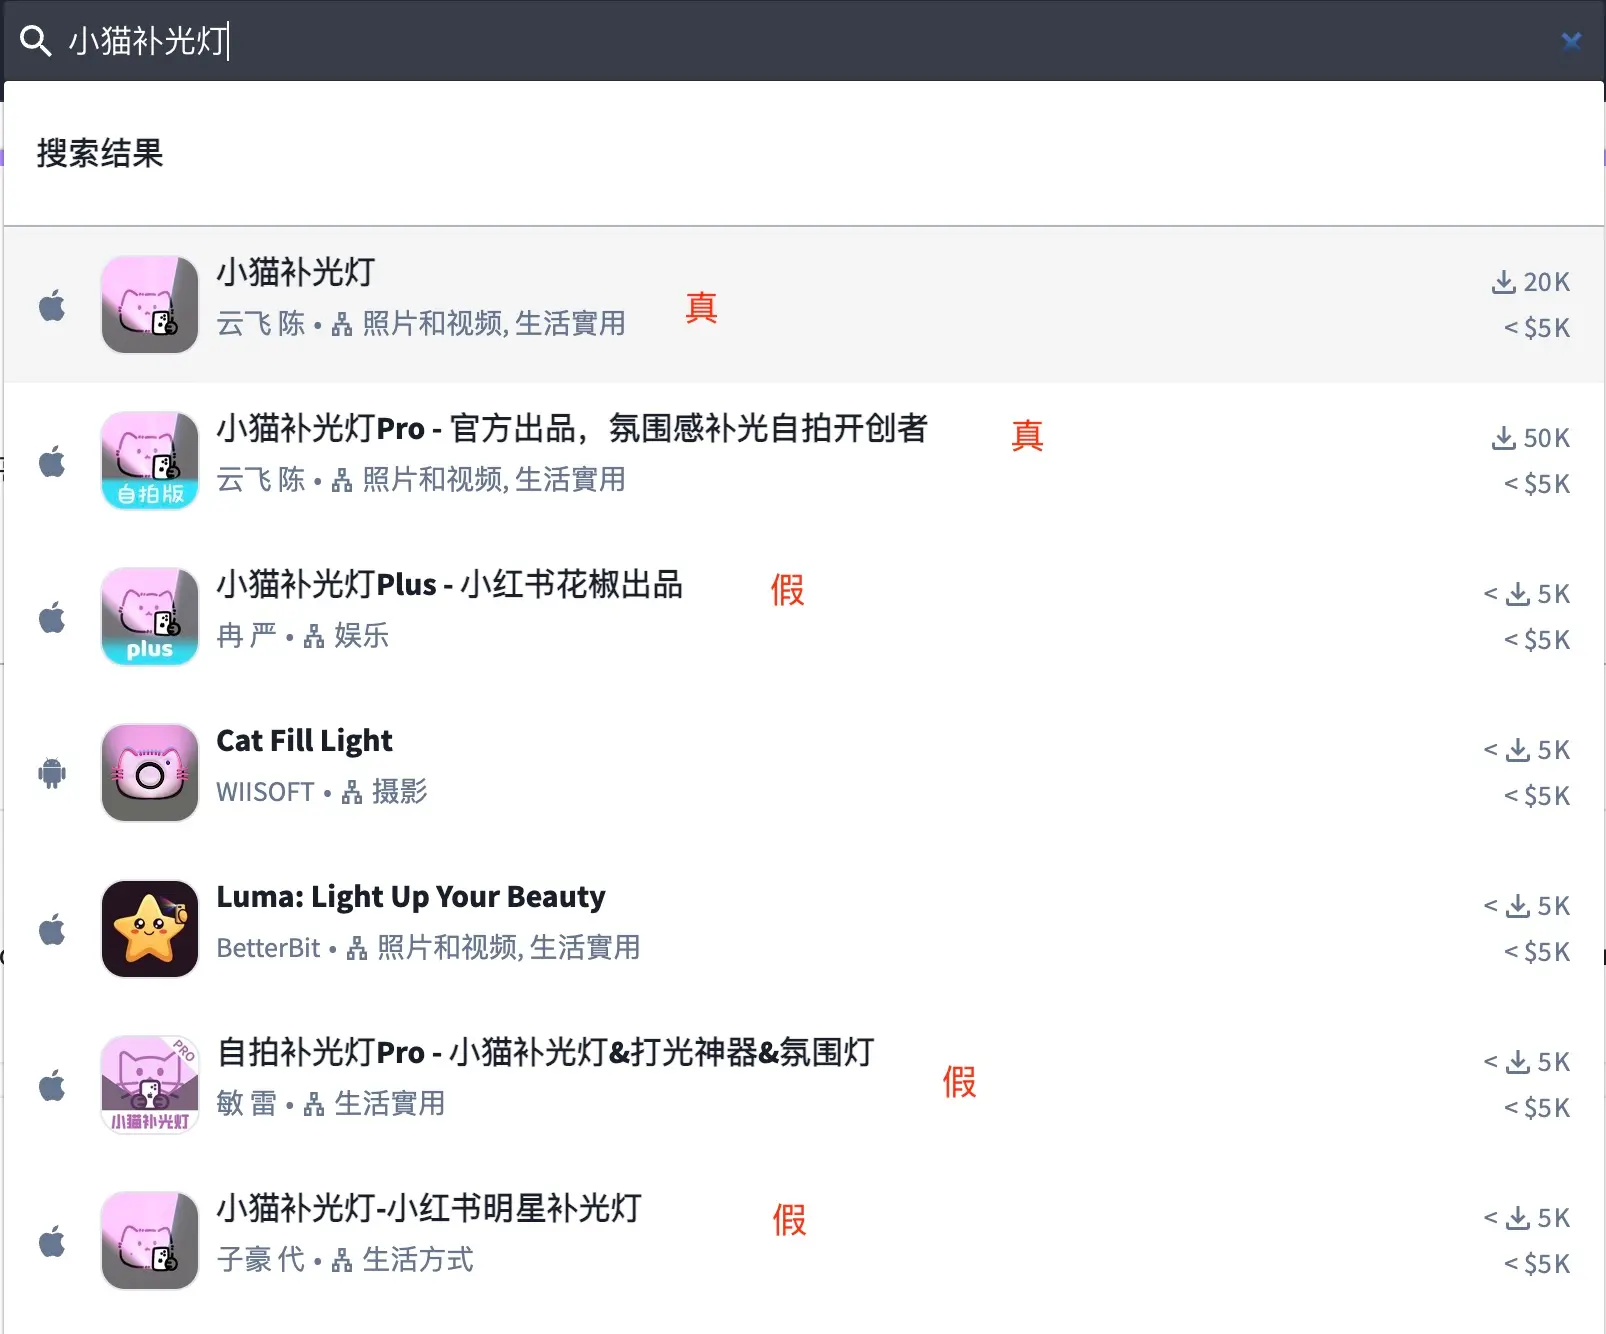 小猫补光灯
搜索结果
小猫补光灯
云飞 陈 • 照片和视频, 生活實用
真
20K
< $5K
小猫补光灯Pro - 官方出品，氛围感补光自拍开创者
云飞 陈 • 照片和视频, 生活實用
真
50K
< $5K
自拍版
小猫补光灯Plus - 小红书花椒出品
冉 严 • 娱乐
假
< 5K
< $5K
plus
Cat Fill Light
WIISOFT • 摄影
< 5K
< $5K
Luma: Light Up Your Beauty
BetterBit • 照片和视频, 生活實用
< 5K
< $5K
自拍补光灯Pro - 小猫补光灯&打光神器&氛围灯
敏 雷 • 生活實用
假
< 5K
< $5K
PRO
小猫补光灯
小猫补光灯-小红书明星补光灯
子豪 代 • 生活方式
假
< 5K
< $5K